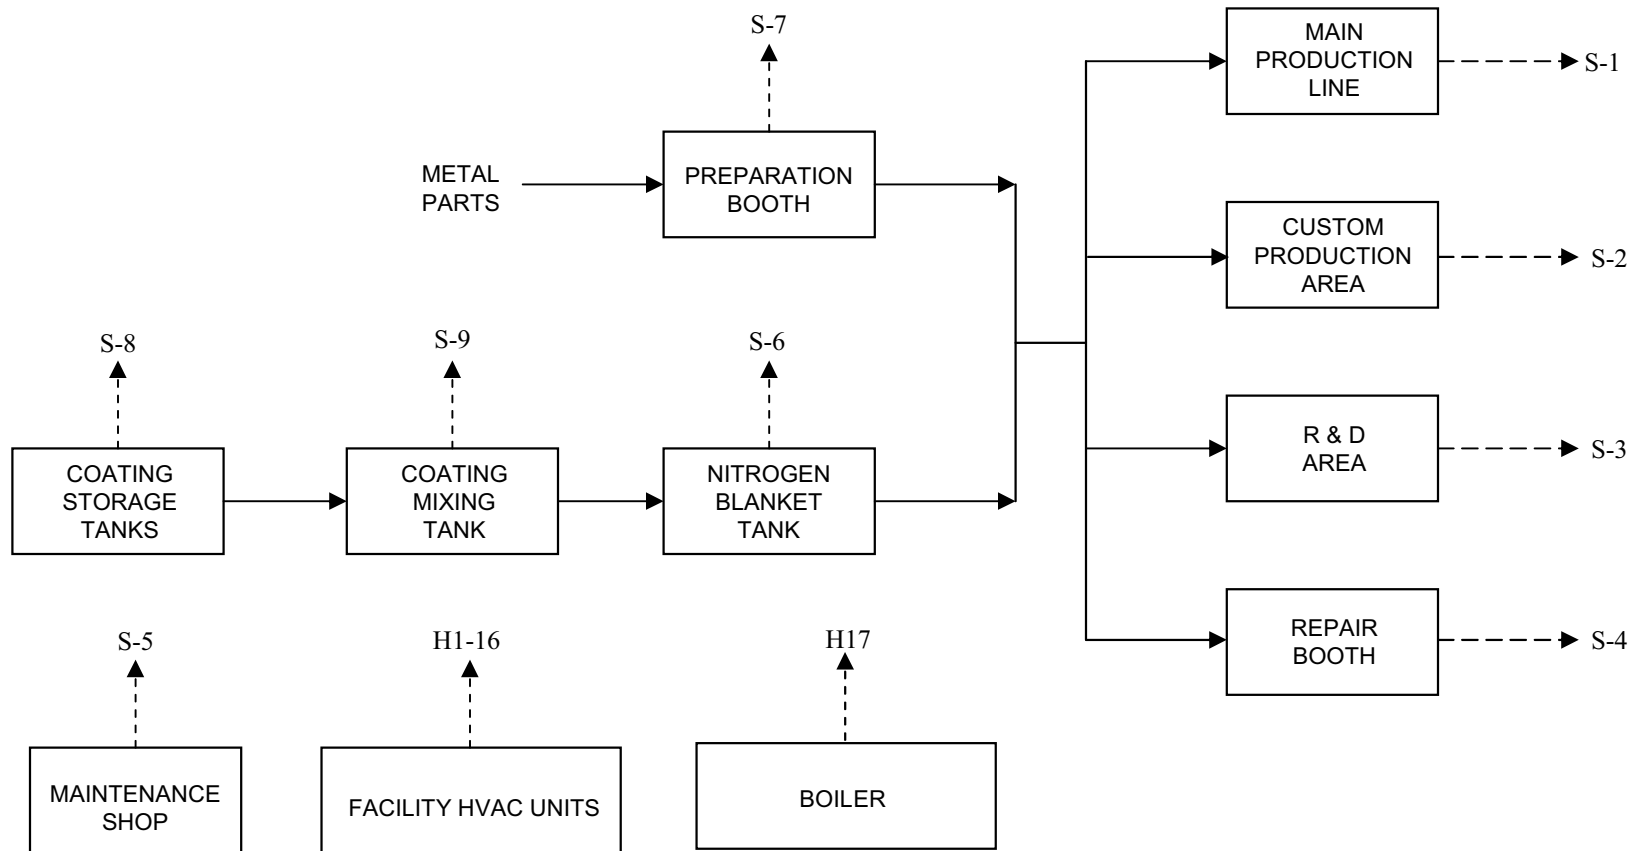 S-7
MAIN
PRODUCTION
LINE
S-1
METAL
PARTS
PREPARATION
BOOTH
CUSTOM
PRODUCTION
AREA
S-2
S-8
S-9
S-6
COATING
STORAGE
TANKS
COATING
MIXING
TANK
NITROGEN
BLANKET
TANK
R & D
AREA
S-3
S-5
H1-16
H17
REPAIR
BOOTH
S-4
MAINTENANCE
SHOP
FACILITY HVAC UNITS
BOILER